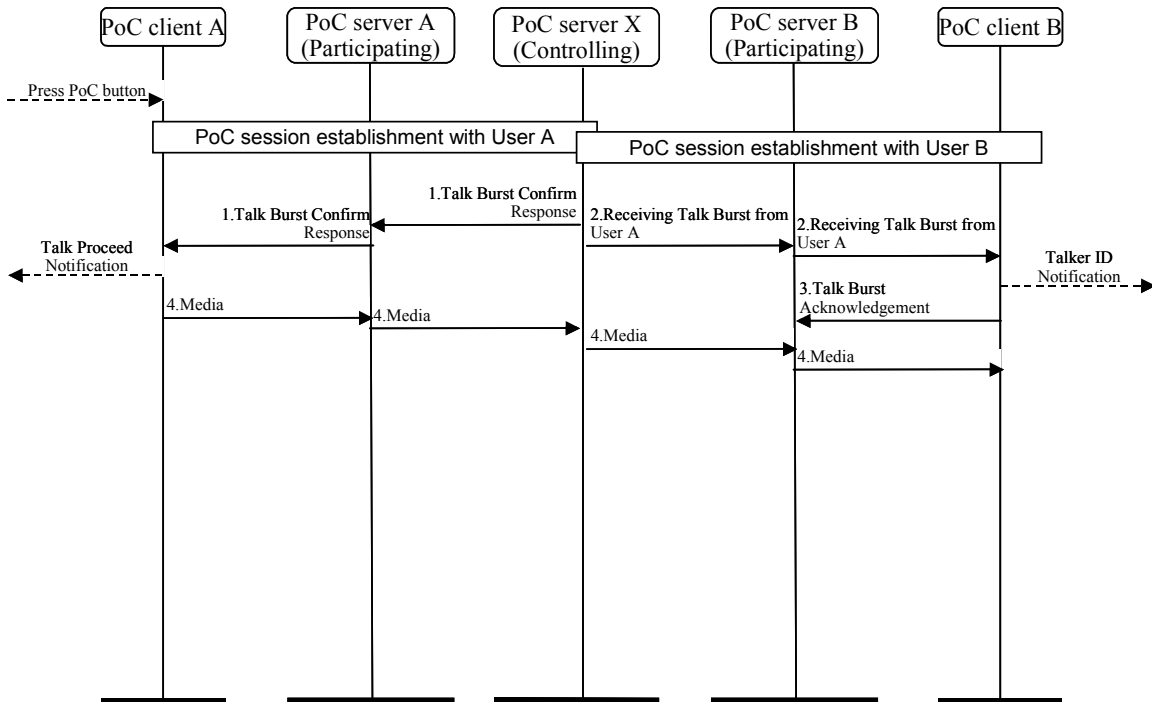 PoC client A
PoC server A
(Participating)
PoC server X
(Controlling)
PoC server B
(Participating)
PoC client B
Press PoC button
PoC session establishment with User A
PoC session establishment with User B
1.Talk Burst Confirm
Response
1.Talk Burst Confirm
Response
2.Receiving Talk Burst from
User A
2.Receiving Talk Burst from
User A
Talk Proceed
Notification
Talker ID
Notification
3.Talk Burst
Acknowledgement
4.Media
4.Media
4.Media
4.Media